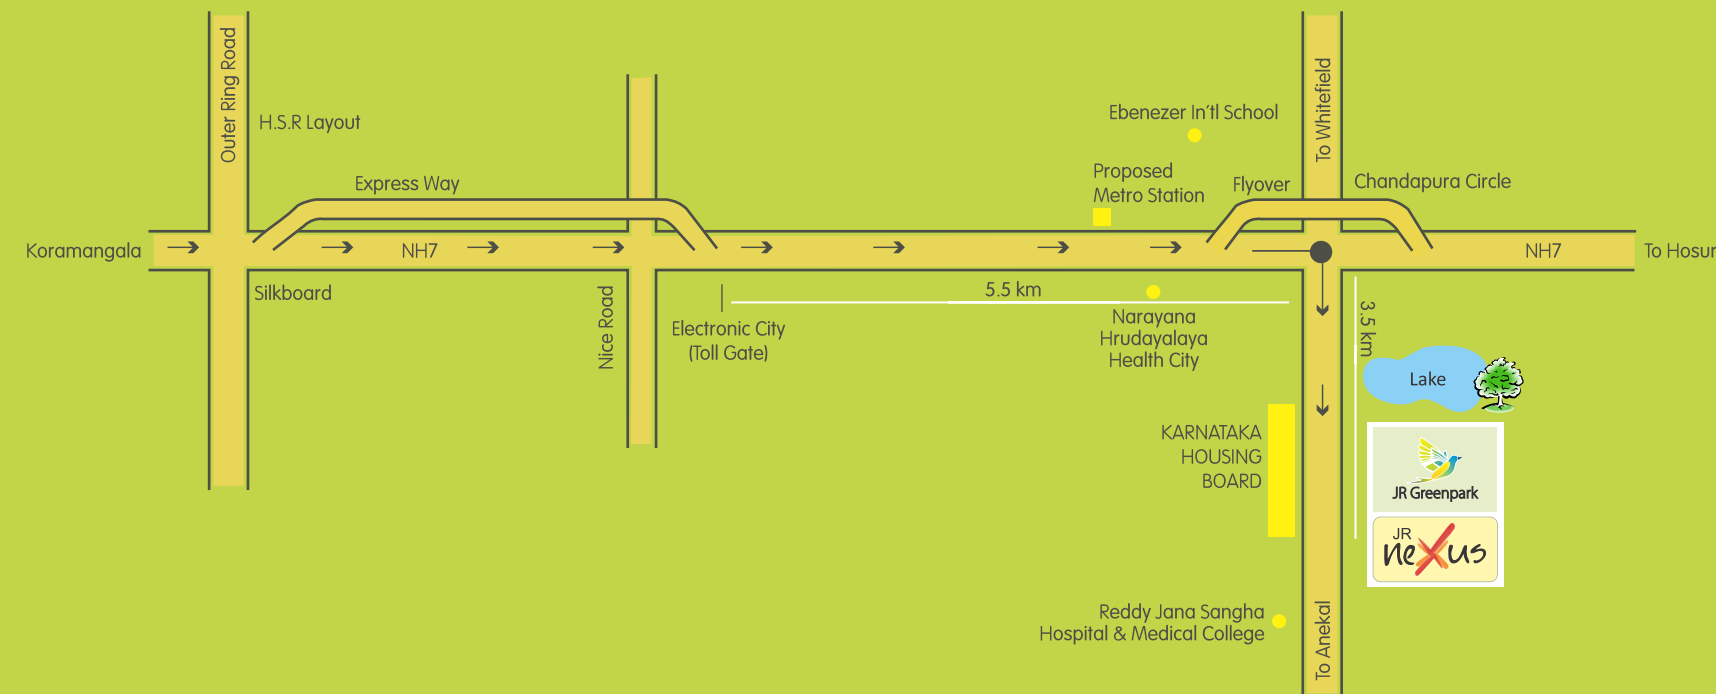 Outer Ring Road
H.S.R Layout
Express Way
Koramangala
NH7
Silkboard
Nice Road
Electronic City
(Toll Gate)
5.5 km
Ebenezer In'tl School
Proposed
Metro Station
Flyover
To Whitefield
Chandapura Circle
NH7
To Hosur
Narayana
Hrudayalaya
Health City
3.5 km
Lake
KARNATAKA
HOUSING
BOARD
JR Greenpark
JR
neXus
Reddy Jana Sangha
Hospital & Medical College
To Anekal